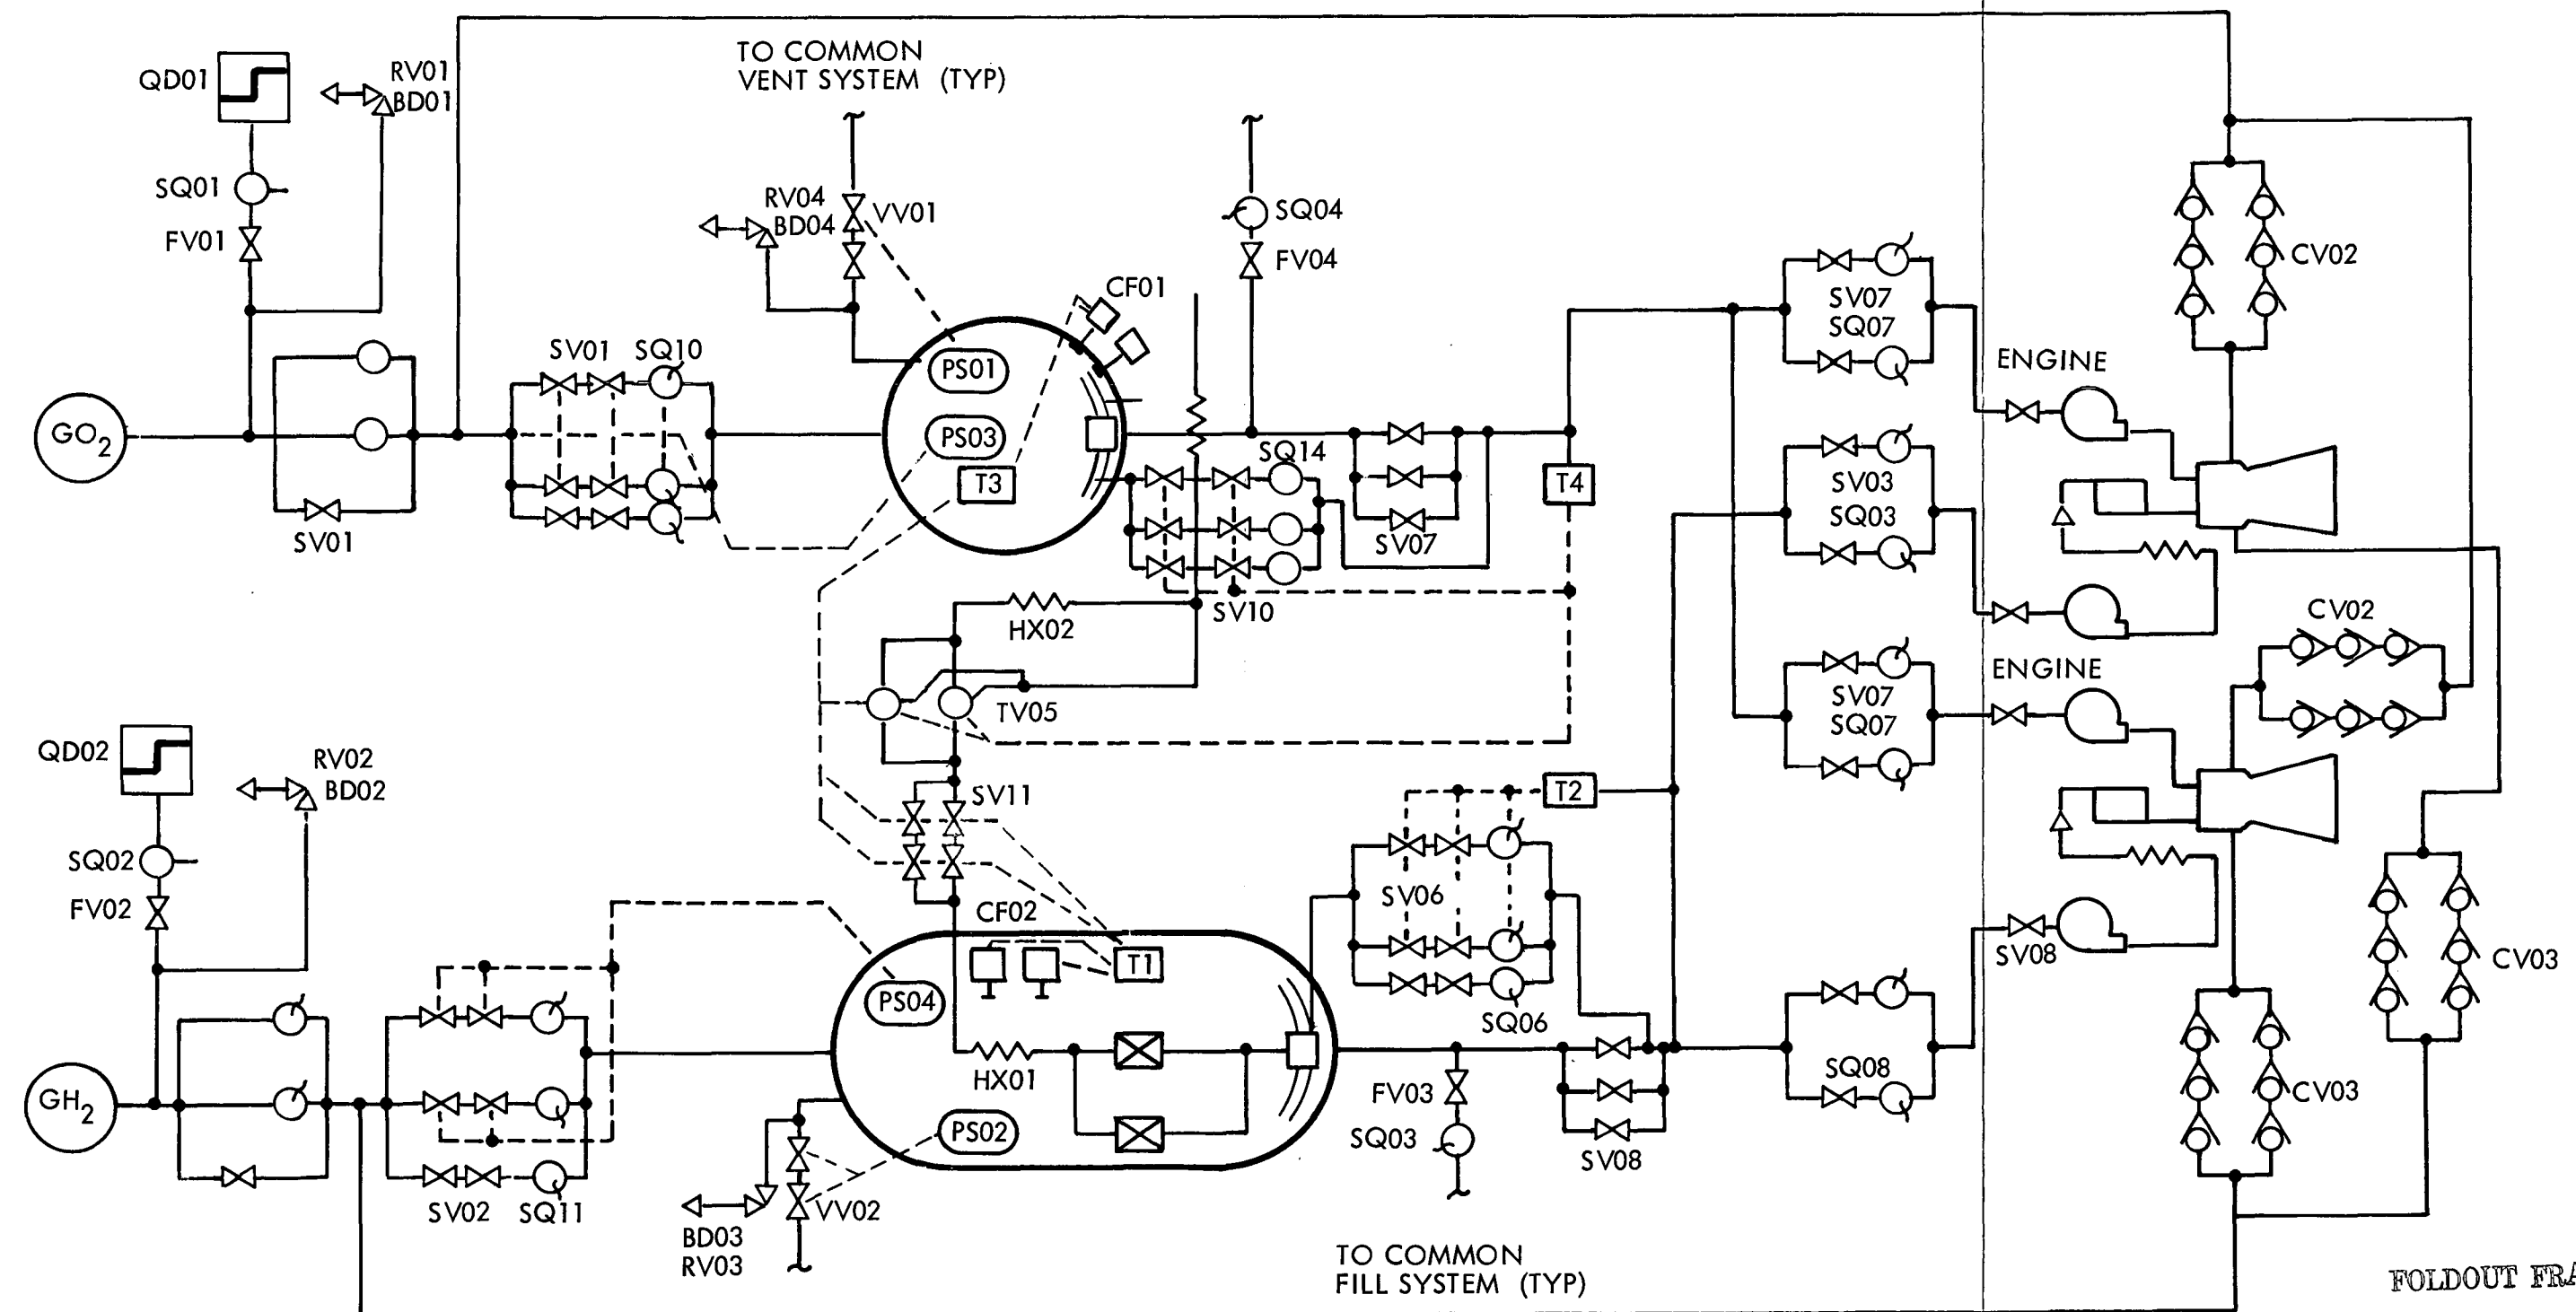 TO COMMON
VENT SYSTEM (TYP)
QD01
RV01
BD01
SQ01
FV01
RV04
BD04
VV01
SQ04
FV04
CF01
SV07
SQ07
CV02
SV01
SQ10
PS01
ENGINE
GO2
PS03
SQ14
T3
T4
SV03
SQ03
SV01
SV07
SV10
HX02
CV02
TV05
SV07
SQ07
ENGINE
QD02
RV02
BD02
SV11
T2
SQ02
FV02
SV06
CF02
T1
SV08
CV03
PS04
SQ06
HX01
SQ08
GH2
FV03
CV03
PS02
SQ03
SV08
SV02
SQ11
VV02
BD03
RV03
TO COMMON
FILL SYSTEM (TYP)
FOLDOUT FRA